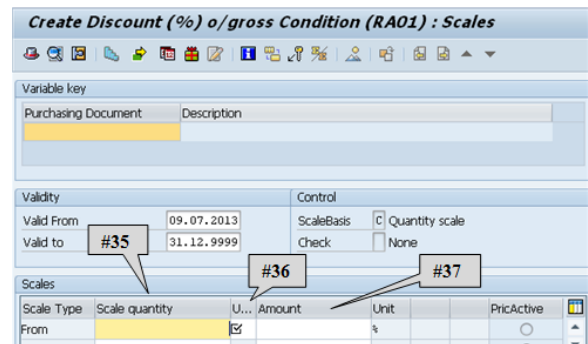 Create Discount (%) o/gross Condition (RA01) : Scales
Variable key
Purchasing Document Description
Validity Control
Valid From 09.07.2013 ScaleBasis C Quantity scale
Valid to 31.12.9999 Check None
#35
#36
#37
Scales
Scale Type Scale quantity U... Amount Unit PricActive
From %